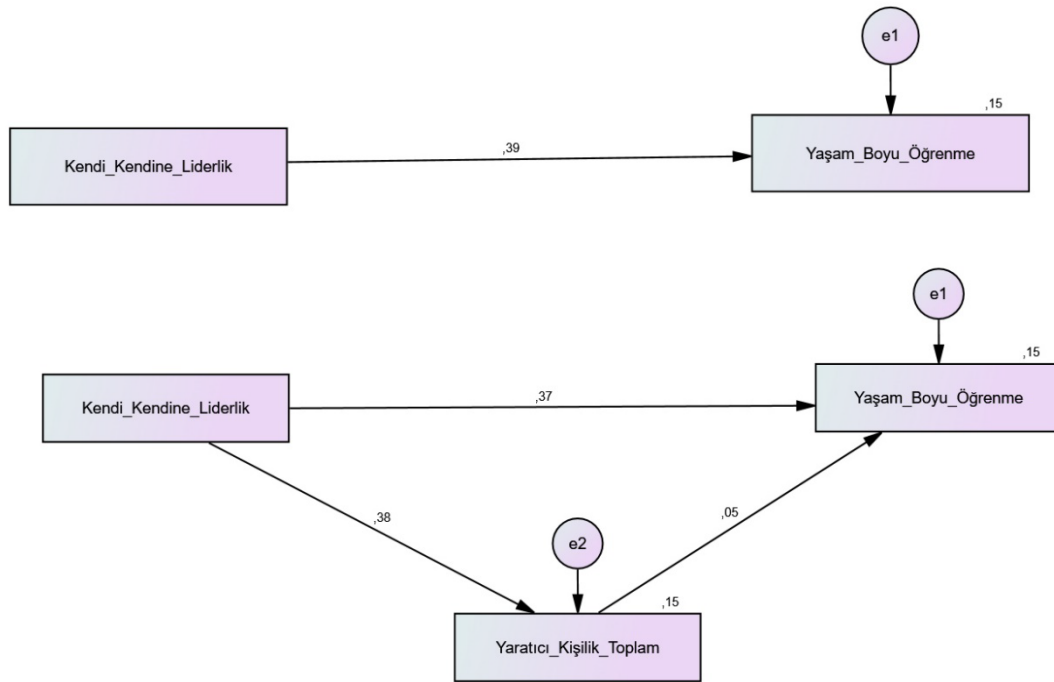 e1
,15
Kendi_Kendine_Liderlik
,39
Yaşam_Boyu_Öğrenme
e1
,15
Kendi_Kendine_Liderlik
,37
Yaşam_Boyu_Öğrenme
,38
,05
e2
,15
Yaratıcı_Kişilik_Toplam